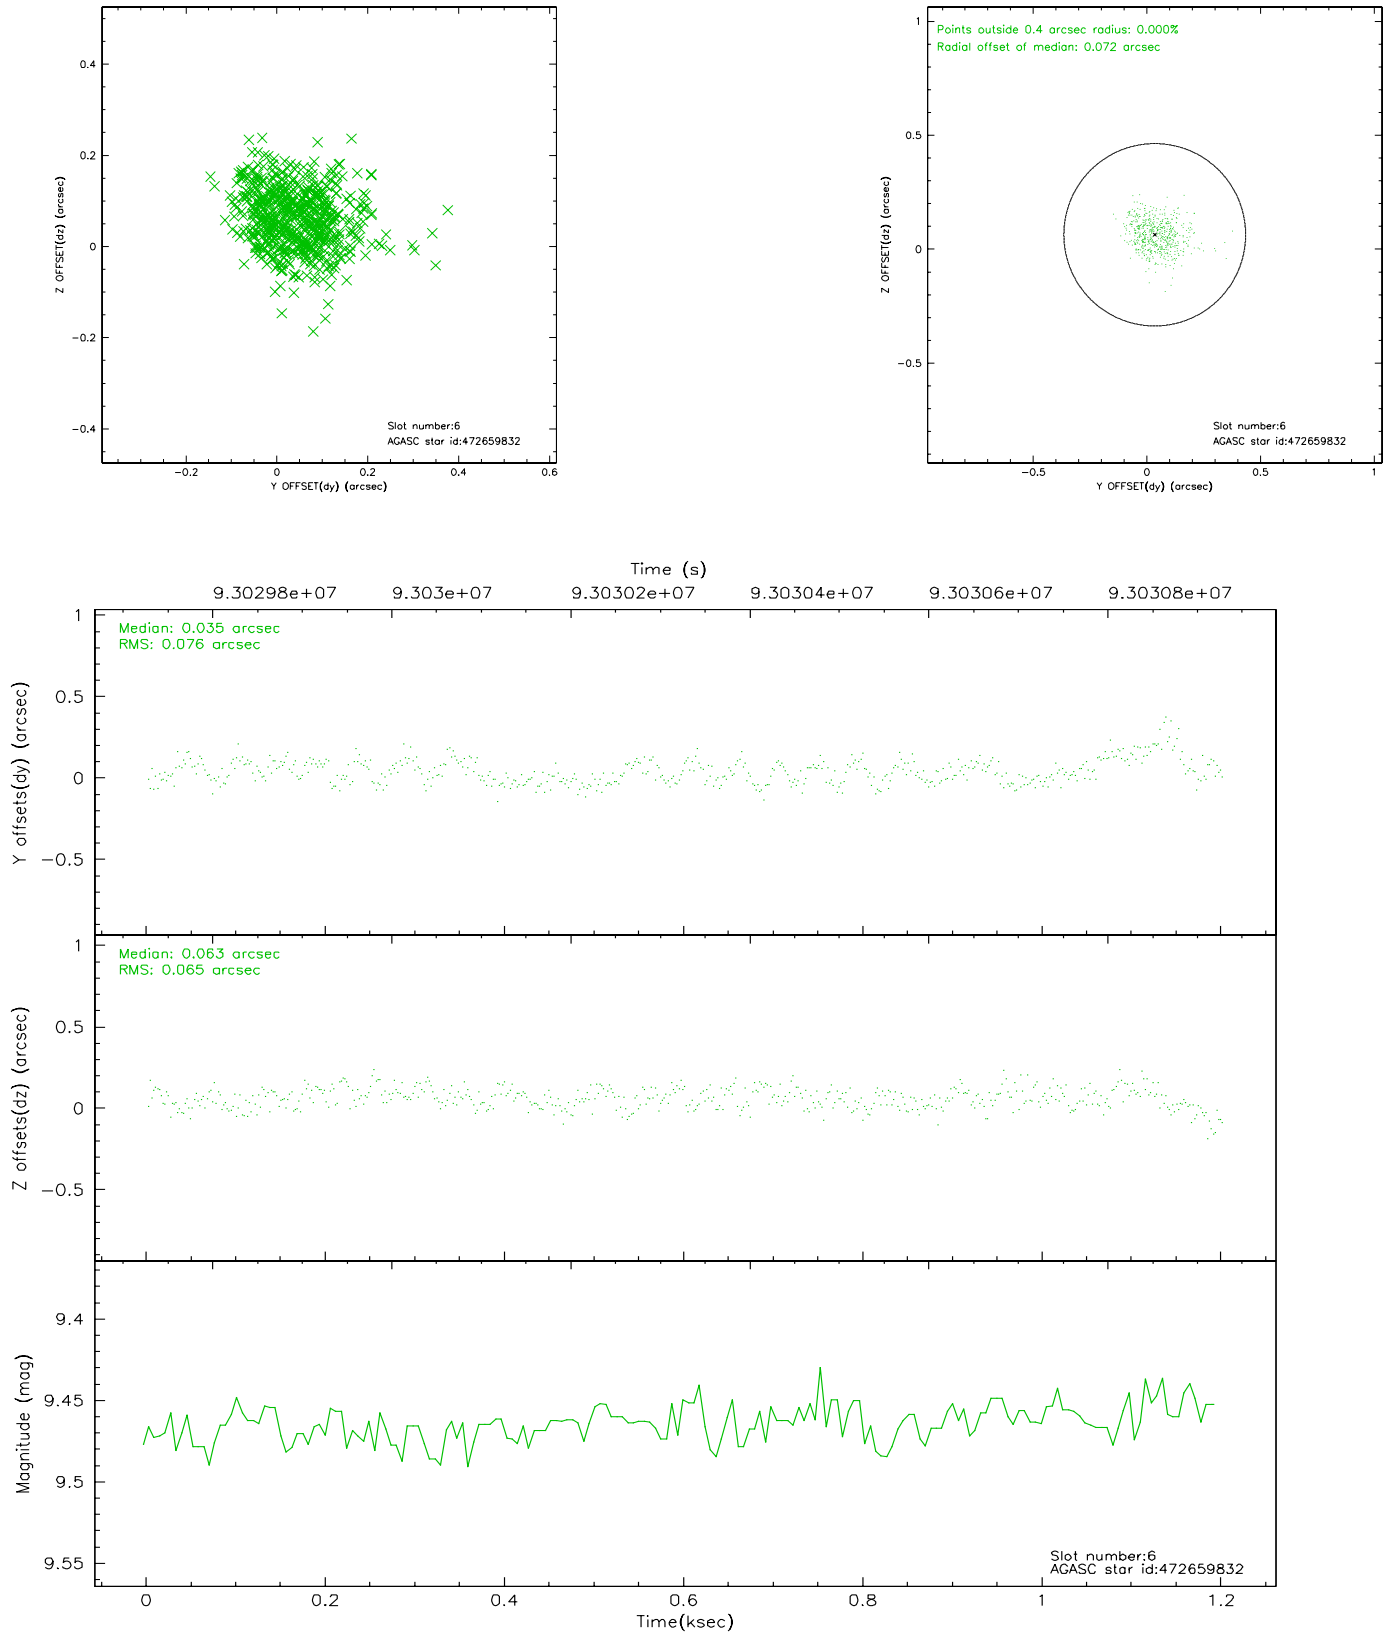 0.4
0.2
0
−0.2
−0.4
Z OFFSET(dz) (arcsec)
Slot number:6
AGASC star id:472659832
−0.2 0 0.2 0.4 0.6
Y OFFSET(dy) (arcsec)
Points outside 0.4 arcsec radius: 0.000%
Radial offset of median: 0.072 arcsec
1
0.5
0
−0.5
Z OFFSET(dz) (arcsec)
Slot number:6
AGASC star id:472659832
−0.5 0 0.5 1
Y OFFSET(dy) (arcsec)
Time (s)
9.30298e+07 9.303e+07 9.30302e+07 9.30304e+07 9.30306e+07 9.30308e+07
Median: 0.035 arcsec
RMS: 0.076 arcsec
1
0.5
0
−0.5
Y offsets(dy) (arcsec)
Median: 0.063 arcsec
RMS: 0.065 arcsec
1
0.5
0
−0.5
Z offsets(dz) (arcsec)
9.4
9.45
9.5
9.55
Magnitude (mag)
Slot number:6
AGASC star id:472659832
0 0.2 0.4 0.6 0.8 1 1.2
Time(ksec)